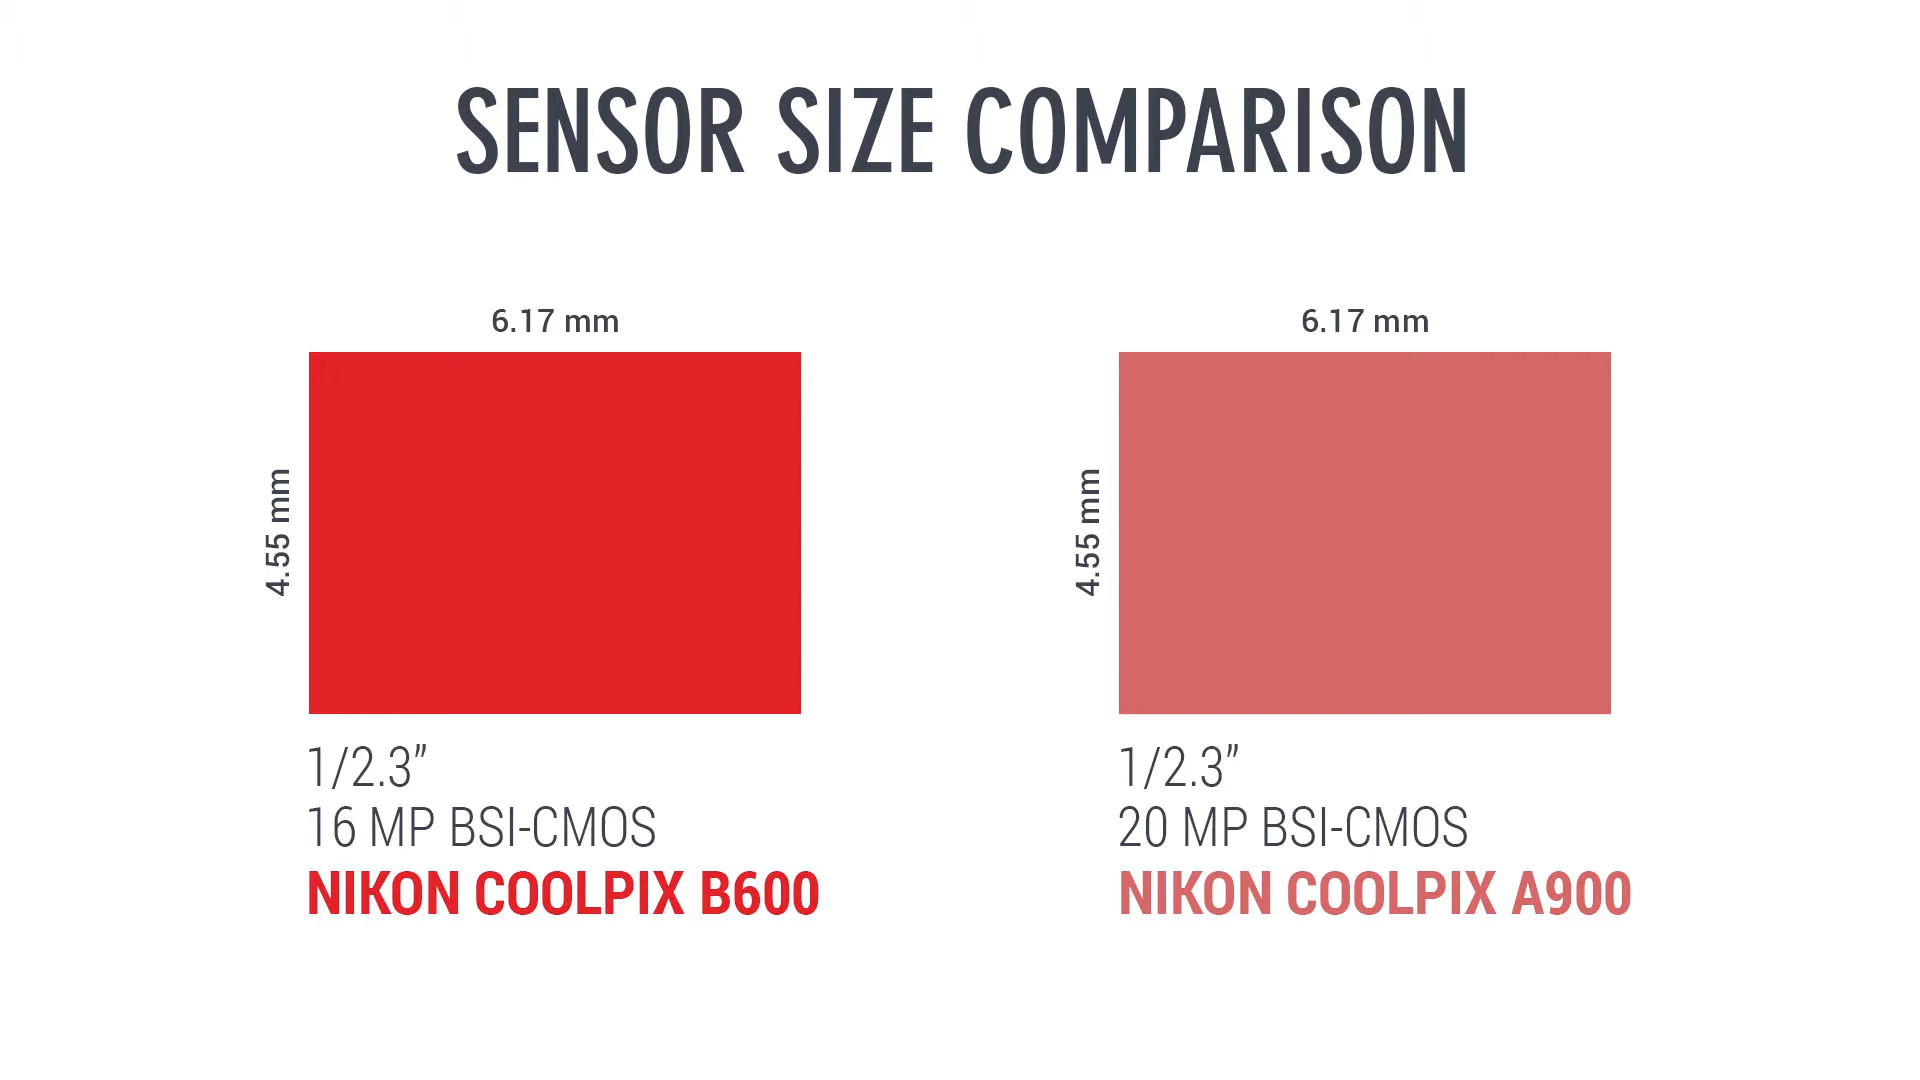 SENSOR SIZE COMPARISON
6.17 mm
4.55 mm
1/2.3”
16 MP BSI-CMOS
NIKON COOLPIX B600
6.17 mm
4.55 mm
1/2.3”
20 MP BSI-CMOS
NIKON COOLPIX A900